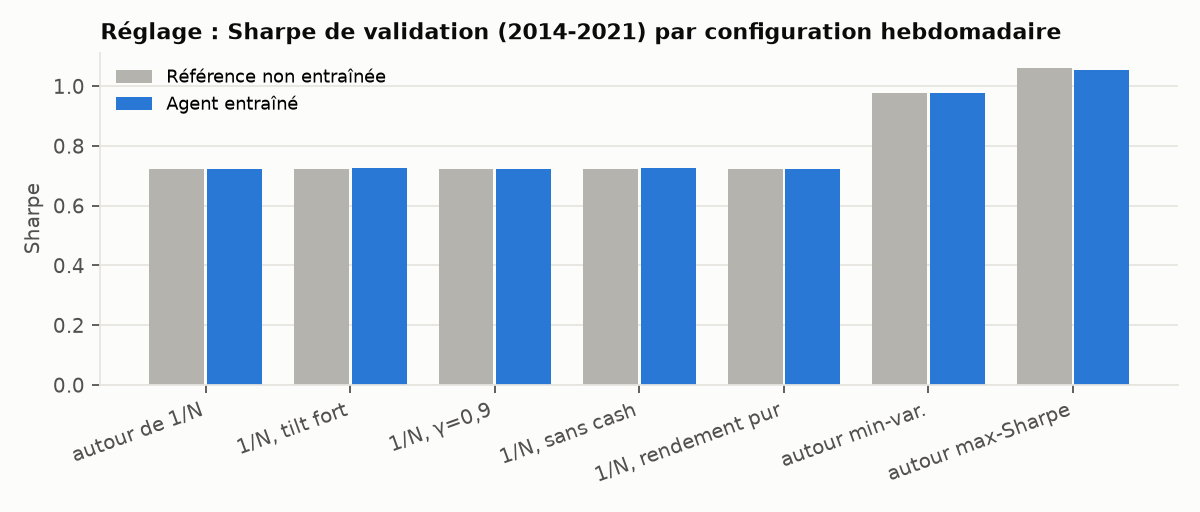 Réglage : Sharpe de validation (2014-2021) par configuration hebdomadaire
Référence non entraînée
Agent entraîné
Sharpe
1.0
0.8
0.6
0.4
0.2
0.0
autour de 1/N
1/N, tilt fort
1/N, γ=0,9
1/N, sans cash
1/N, rendement pur
autour min-var.
autour max-Sharpe